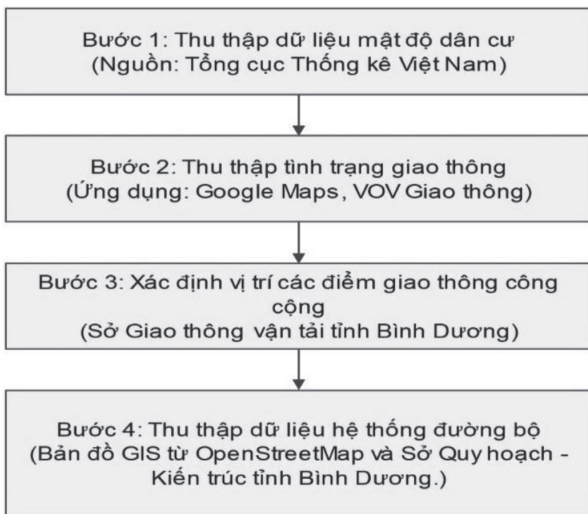 Bước 1: Thu thập dữ liệu mật độ dân cư
(Nguồn: Tổng cục Thống kê Việt Nam)
Bước 2: Thu thập tình trạng giao thông
(Ứng dụng: Google Maps, VOV Giao thông)
Bước 3: Xác định vị trí các điểm giao thông công
cộng
(Sở Giao thông vận tải tỉnh Bình Dương)
Bước 4: Thu thập dữ liệu hệ thống đường bộ
(Bản đồ GIS từ OpenStreetMap và Sở Quy hoạch -
Kiến trúc tỉnh Bình Dương.)